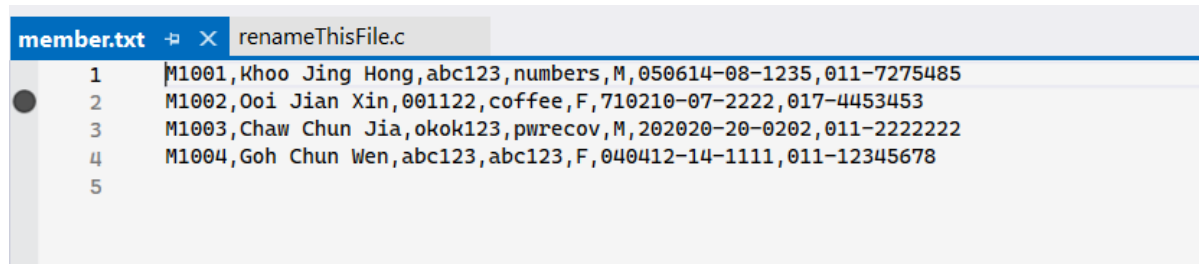 member.txt renameThisFile.c
1 M1001,Khoo Jing Hong,abc123,numbers,M,050614-08-1235,011-7275485
2 M1002,Ooi Jian Xin,001122,coffee,F,710210-07-2222,017-4453453
3 M1003,Chaw Chun Jia,okok123,pwrecov,M,202020-20-0202,011-2222222
4 M1004,Goh Chun Wen,abc123,abc123,F,040412-14-1111,011-12345678
5